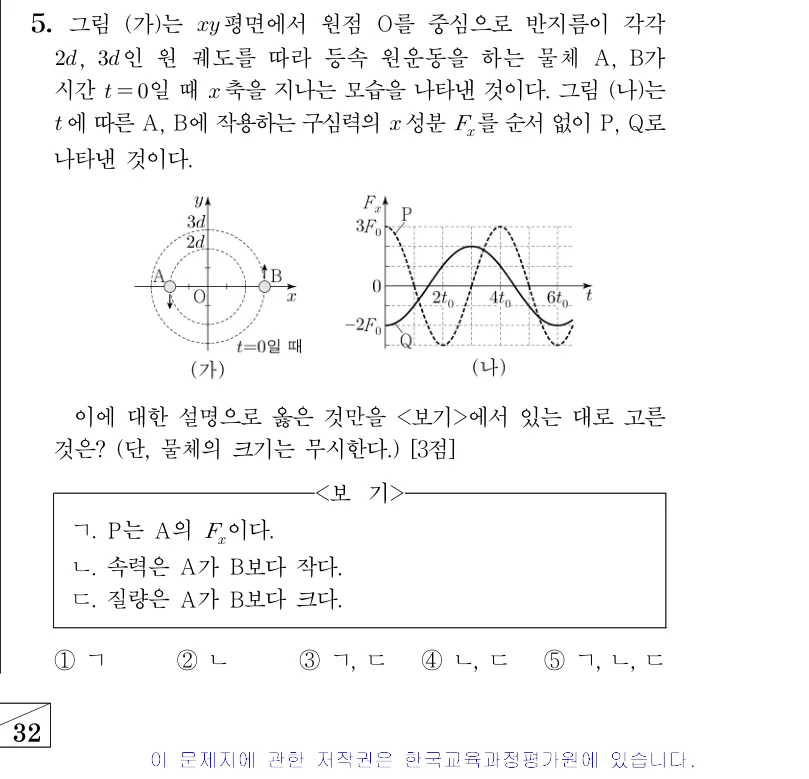 5. 그림 (가)는 xy평면에서 원점 O를 중심으로 반지름이 각각
2d, 3d인 원 궤도를 따라 등속 원운동을 하는 물체 A, B가
시간 t=0일 때 x축을 지나는 모습을 나타낸 것이다. 그림 (나)는
t에 따른 A, B에 작용하는 구심력의 x성분 Fₓ를 순서 없이 P, Q로
나타낸 것이다.
y
3d
2d
A
B
O
x
t=0일 때
(가)
Fₓ
P
3F₀
0
2t₀
4t₀
6t₀
t
-2F₀
Q
(나)
이에 대한 설명으로 옳은 것만을 <보기>에서 있는 대로 고른
것은? (단, 물체의 크기는 무시한다.) [3점]
<보 기>
ㄱ. P는 A의 Fₓ이다.
ㄴ. 속력은 A가 B보다 작다.
ㄷ. 질량은 A가 B보다 크다.
① ㄱ ② ㄴ ③ ㄱ, ㄷ ④ ㄴ, ㄷ ⑤ ㄱ, ㄴ, ㄷ
32
이 문제지에 관한 저작권은 한국교육과정평가원에 있습니다.